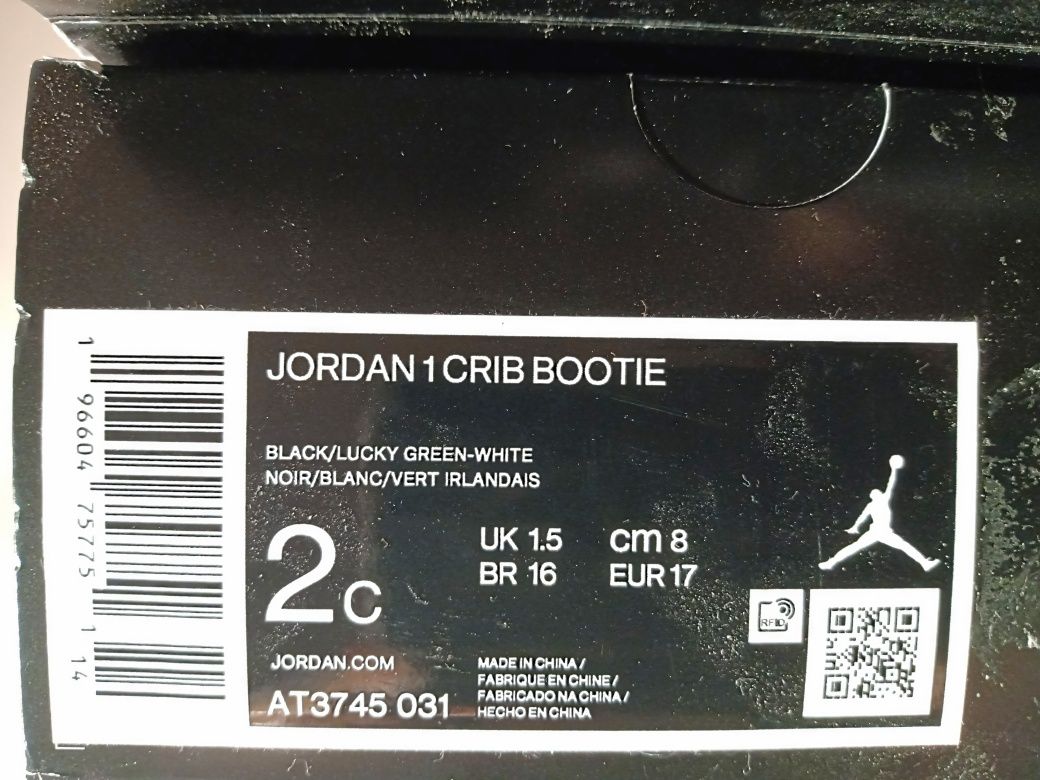 1 96604 75775 1 14
JORDAN 1 CRIB BOOTIE
BLACK/LUCKY GREEN-WHITE
NOIR/BLANC/VERT IRLANDAIS
2C
UK 1.5 cm 8
BR 16 EUR 17
RFID
JORDAN.COM
AT3745 031
MADE IN CHINA /
FABRIQUE EN CHINE /
FABRICADO NA CHINA /
HECHO EN CHINA